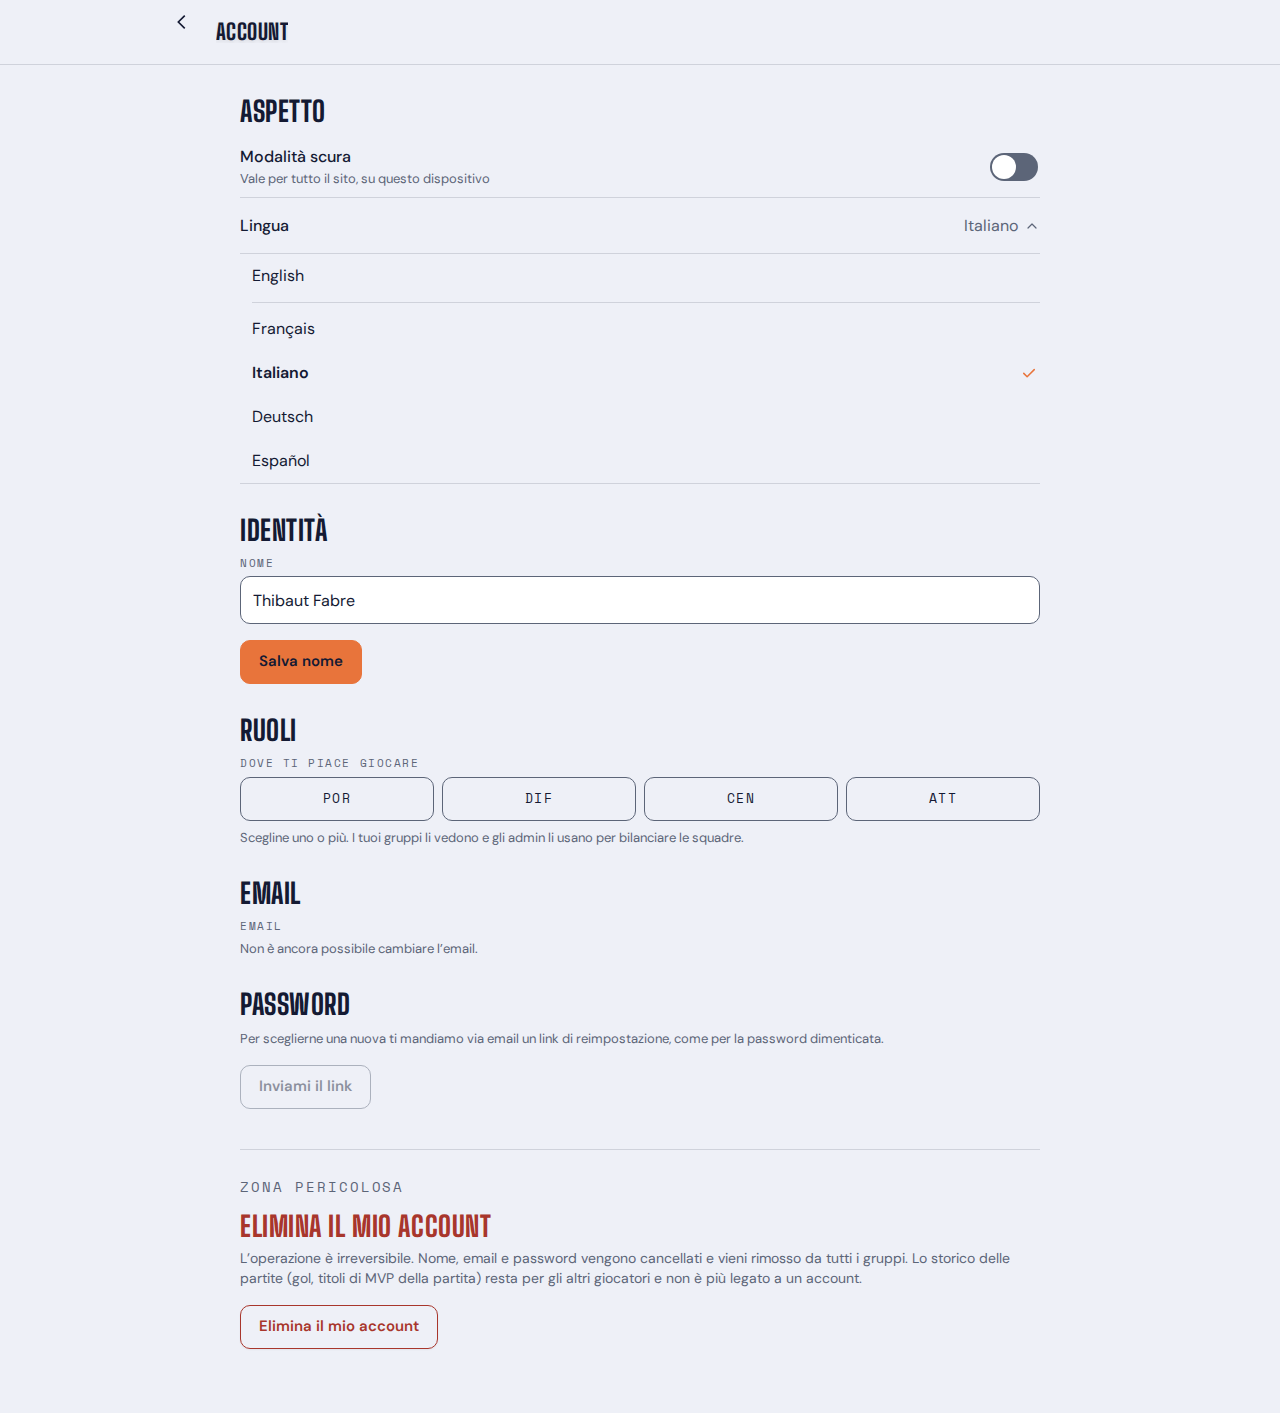 ACCOUNT
ASPETTO
Modalità scura
Vale per tutto il sito, su questo dispositivo
Lingua
Italiano
English
Français
Italiano
Deutsch
Español
IDENTITÀ
NOME
Thibaut Fabre
Salva nome
RUOLI
DOVE TI PIACE GIOCARE
POR
DIF
CEN
ATT
Scegline uno o più. I tuoi gruppi li vedono e gli admin li usano per bilanciare le squadre.
EMAIL
EMAIL
Non è ancora possibile cambiare l’email.
PASSWORD
Per sceglierne una nuova ti mandiamo via email un link di reimpostazione, come per la password dimenticata.
Inviami il link
ZONA PERICOLOSA
ELIMINA IL MIO ACCOUNT
L’operazione è irreversibile. Nome, email e password vengono cancellati e vieni rimosso da tutti i gruppi. Lo storico delle
partite (gol, titoli di MVP della partita) resta per gli altri giocatori e non è più legato a un account.
Elimina il mio account